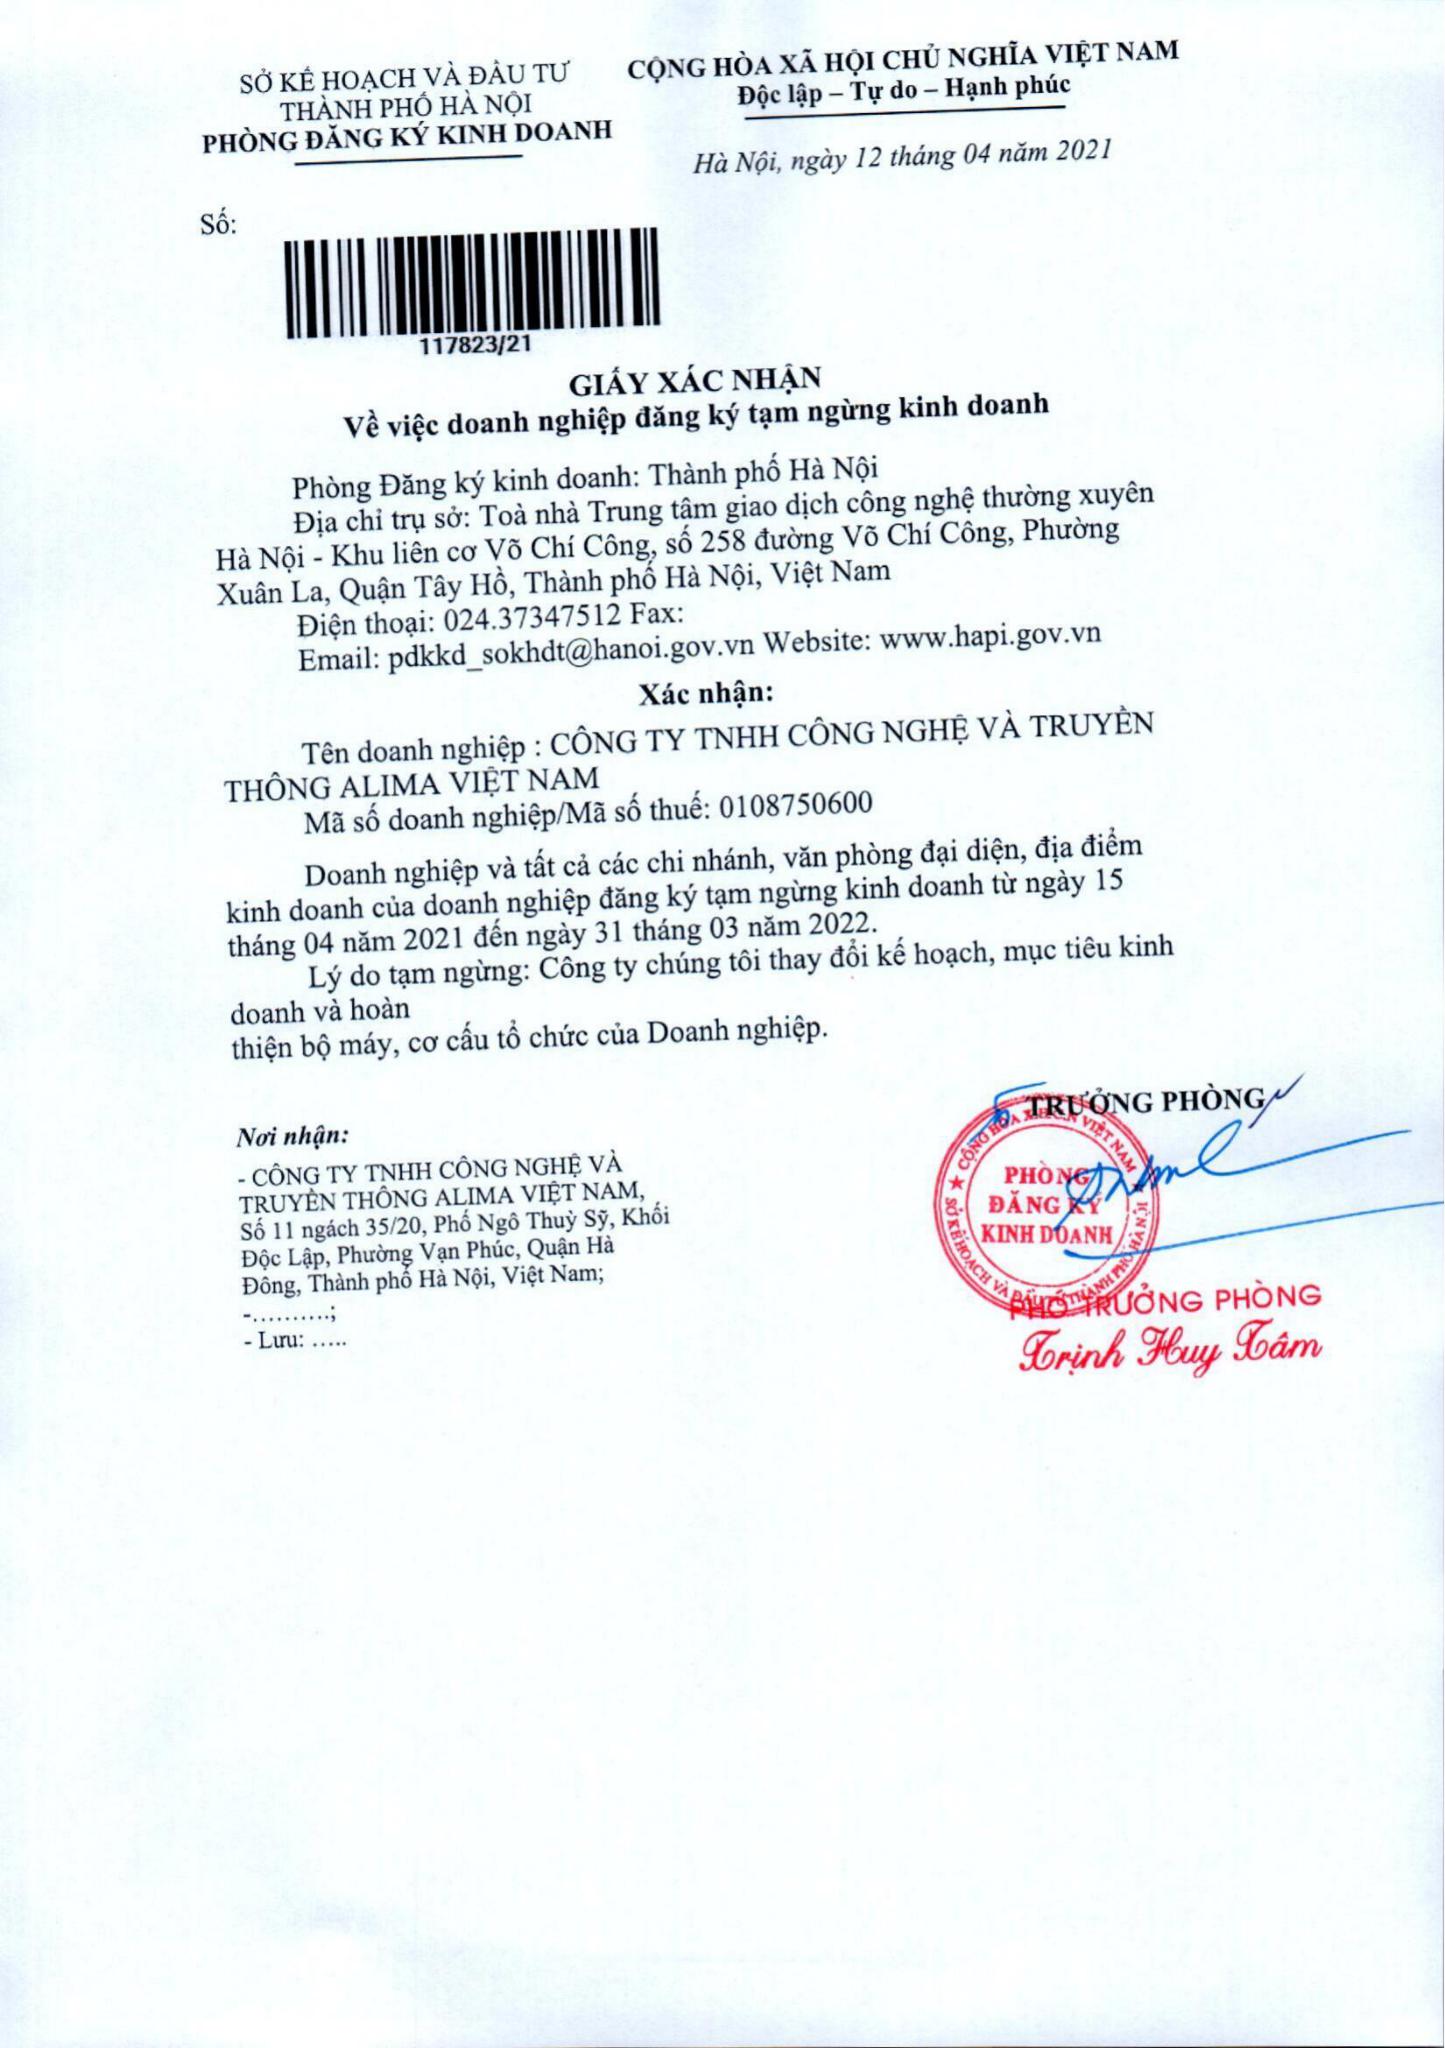 SỞ KẾ HOẠCH VÀ ĐẦU TƯ
THÀNH PHỐ HÀ NỘI
PHÒNG ĐĂNG KÝ KINH DOANH
CỘNG HÒA XÃ HỘI CHỦ NGHĨA VIỆT NAM
Độc lập – Tự do – Hạnh phúc
Hà Nội, ngày 12 tháng 04 năm 2021
Số:
117823/21
GIẤY XÁC NHẬN
Về việc doanh nghiệp đăng ký tạm ngừng kinh doanh
Phòng Đăng ký kinh doanh: Thành phố Hà Nội
Địa chỉ trụ sở: Toà nhà Trung tâm giao dịch công nghệ thường xuyên
Hà Nội - Khu liên cơ Võ Chí Công, số 258 đường Võ Chí Công, Phường
Xuân La, Quận Tây Hồ, Thành phố Hà Nội, Việt Nam
Điện thoại: 024.37347512 Fax:
Email: pdkkd_sokhdt@hanoi.gov.vn Website: www.hapi.gov.vn
Xác nhận:
Tên doanh nghiệp : CÔNG TY TNHH CÔNG NGHỆ VÀ TRUYỀN
THÔNG ALIMA VIỆT NAM
Mã số doanh nghiệp/Mã số thuế: 0108750600
Doanh nghiệp và tất cả các chi nhánh, văn phòng đại diện, địa điểm
kinh doanh của doanh nghiệp đăng ký tạm ngừng kinh doanh từ ngày 15
tháng 04 năm 2021 đến ngày 31 tháng 03 năm 2022.
Lý do tạm ngừng: Công ty chúng tôi thay đổi kế hoạch, mục tiêu kinh
doanh và hoàn
thiện bộ máy, cơ cấu tổ chức của Doanh nghiệp.
Nơi nhận:
- CÔNG TY TNHH CÔNG NGHỆ VÀ
TRUYỀN THÔNG ALIMA VIỆT NAM,
Số 11 ngách 35/20, Phố Ngô Thuỳ Sỹ, Khối
Độc Lập, Phường Vạn Phúc, Quận Hà
Đông, Thành phố Hà Nội, Việt Nam;
-..........;
- Lưu: .....
TRƯỞNG PHÒNG
CỘNG HÒA X.H.C.N VIỆT NAM
SỞ KẾ HOẠCH VÀ ĐẦU TƯ THÀNH PHỐ HÀ NỘI
PHÒNG
ĐĂNG KÝ
KINH DOANH
PHÓ TRƯỞNG PHÒNG
Trịnh Huy Tâm